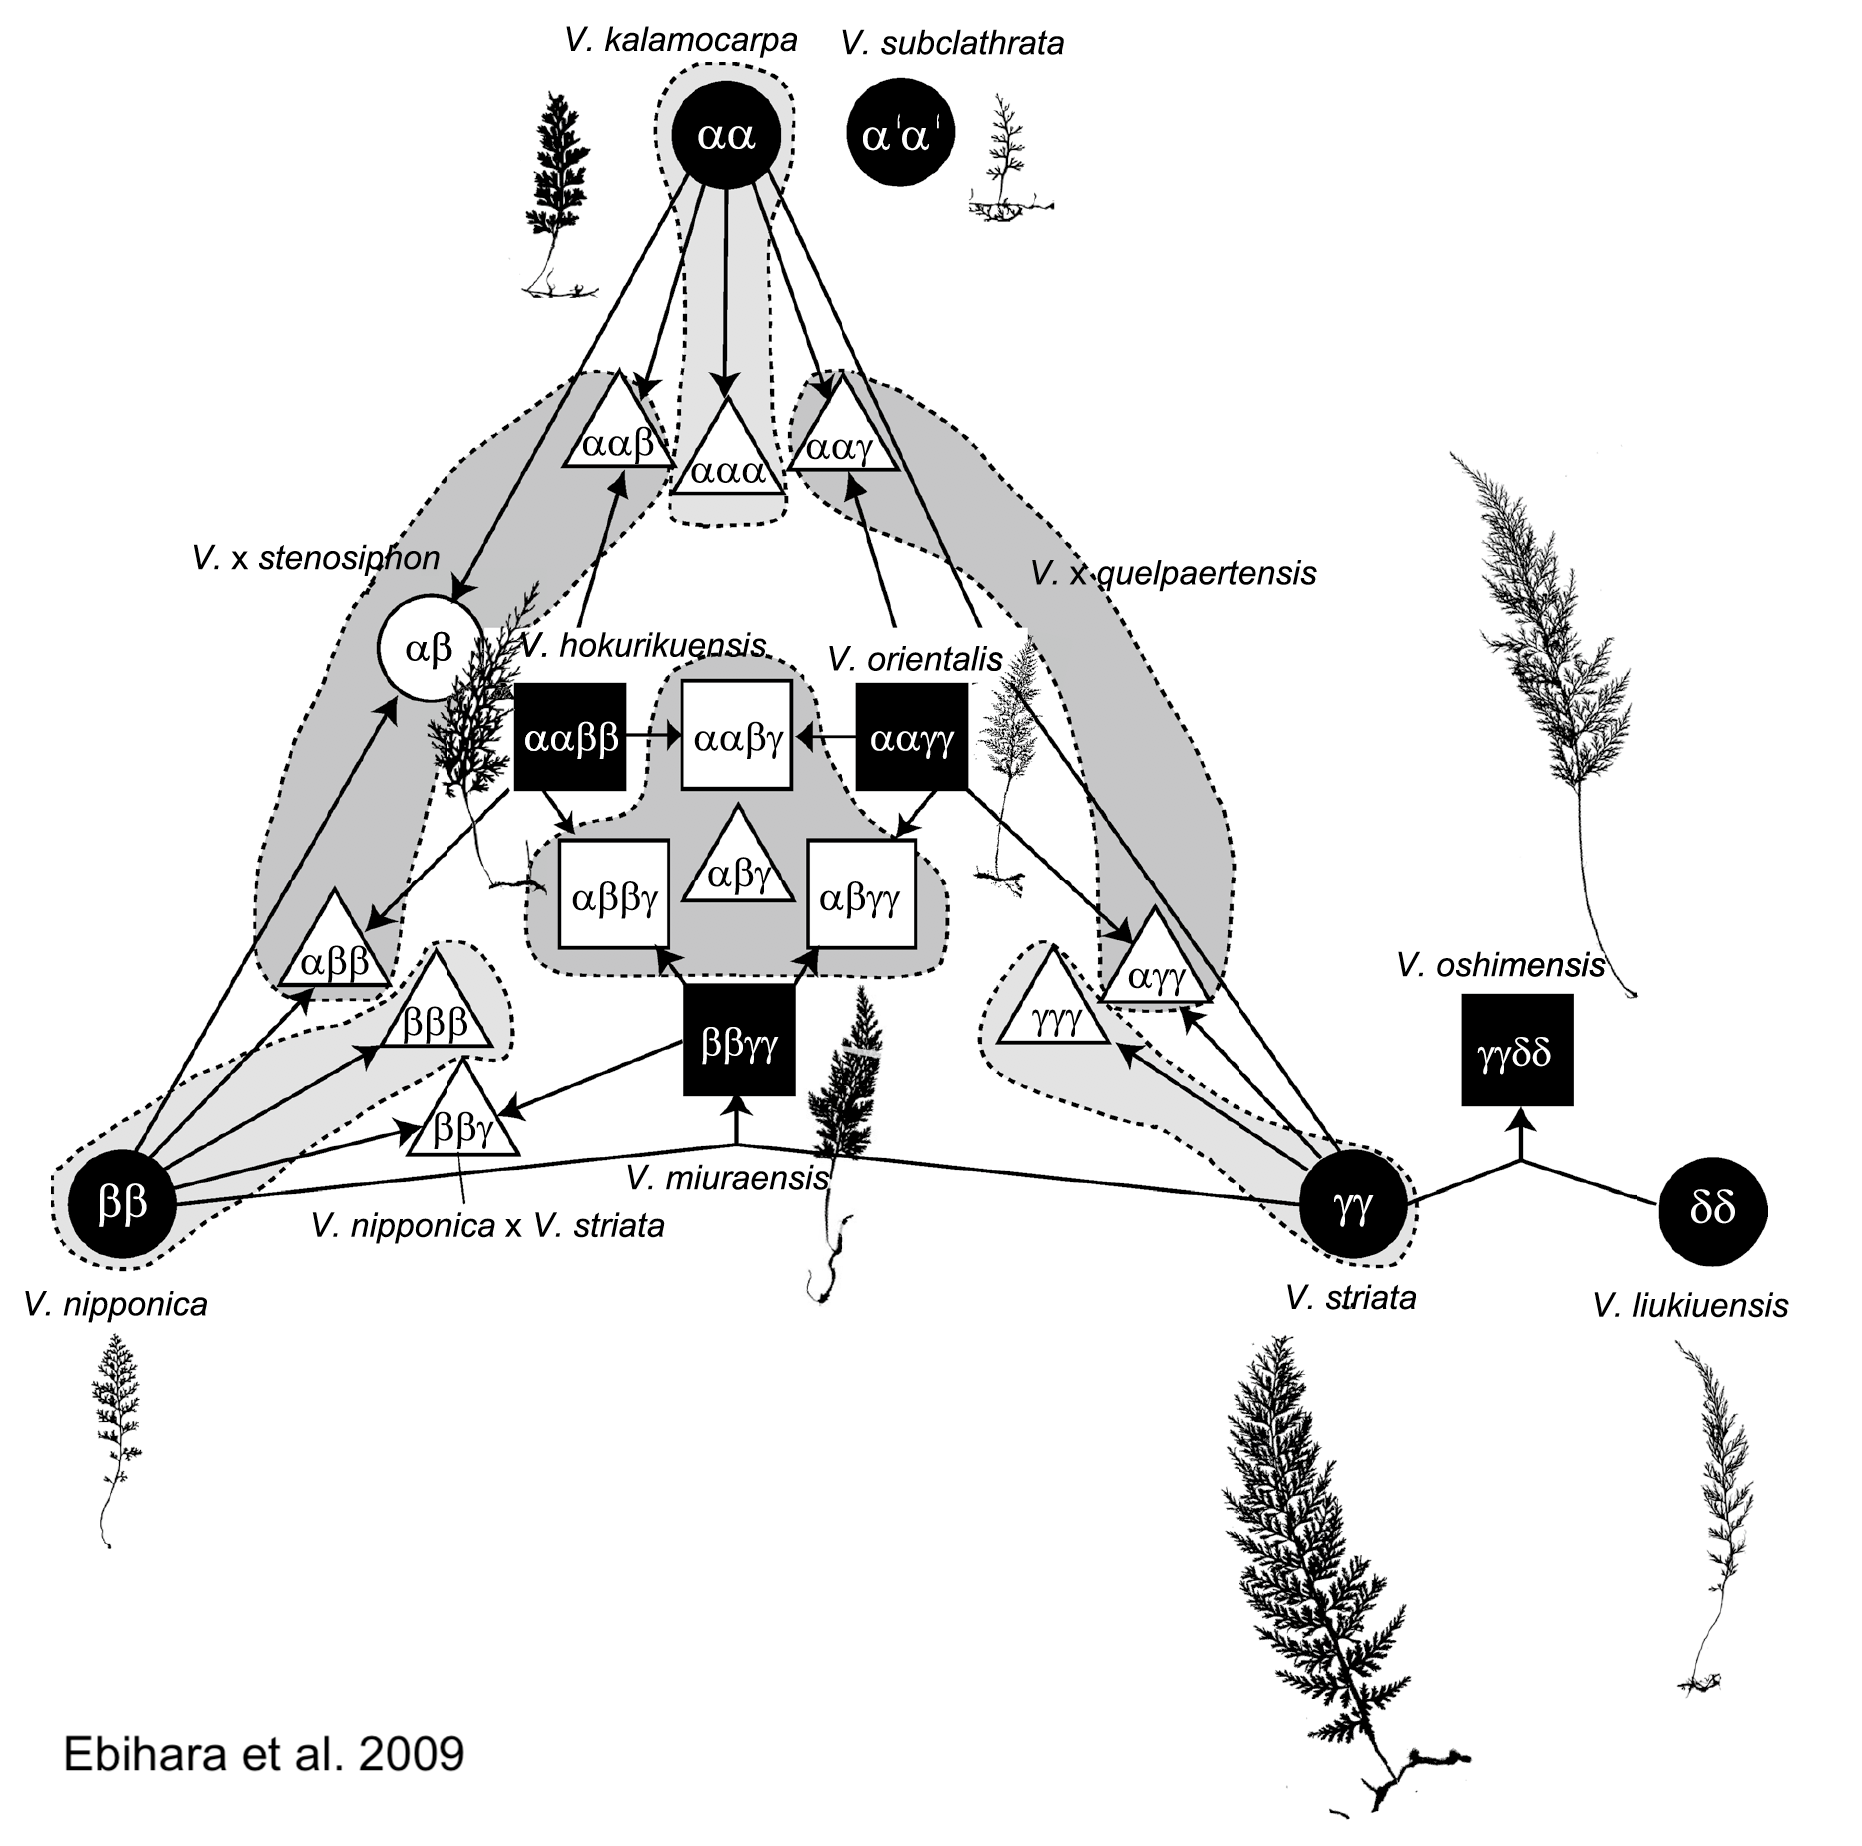 V. kalamocarpa
V. subclathrata
αα
α'α'
ααβ
ααα
ααγ
V. x stenosiphon
V. x quelpaertensis
αβ
V. hokurikuensis
V. orientalis
ααββ
ααβγ
ααγγ
αββγ
αβγ
αβγγ
αββ
βββ
γγγ
αγγ
V. oshimensis
ββγγ
γγδδ
ββγ
V. miuraensis
ββ
V. nipponica x V. striata
γγ
δδ
V. nipponica
V. striata
V. liukiuensis
Ebihara et al. 2009